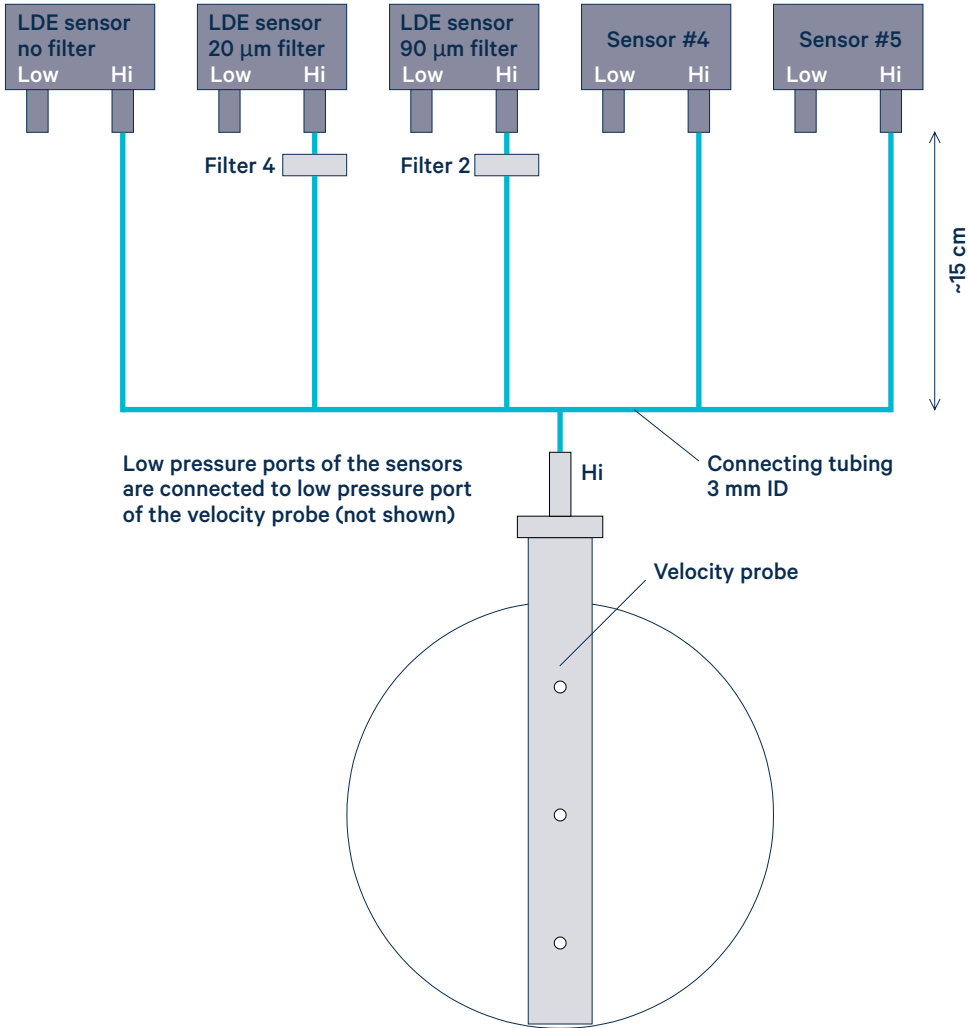 LDE sensor
no filter
Low Hi
LDE sensor
20 μm filter
Low Hi
LDE sensor
90 μm filter
Low Hi
Sensor #4
Low Hi
Sensor #5
Low Hi
Filter 4
Filter 2
~15 cm
Low pressure ports of the sensors
are connected to low pressure port
of the velocity probe (not shown)
Hi
Connecting tubing
3 mm ID
Velocity probe